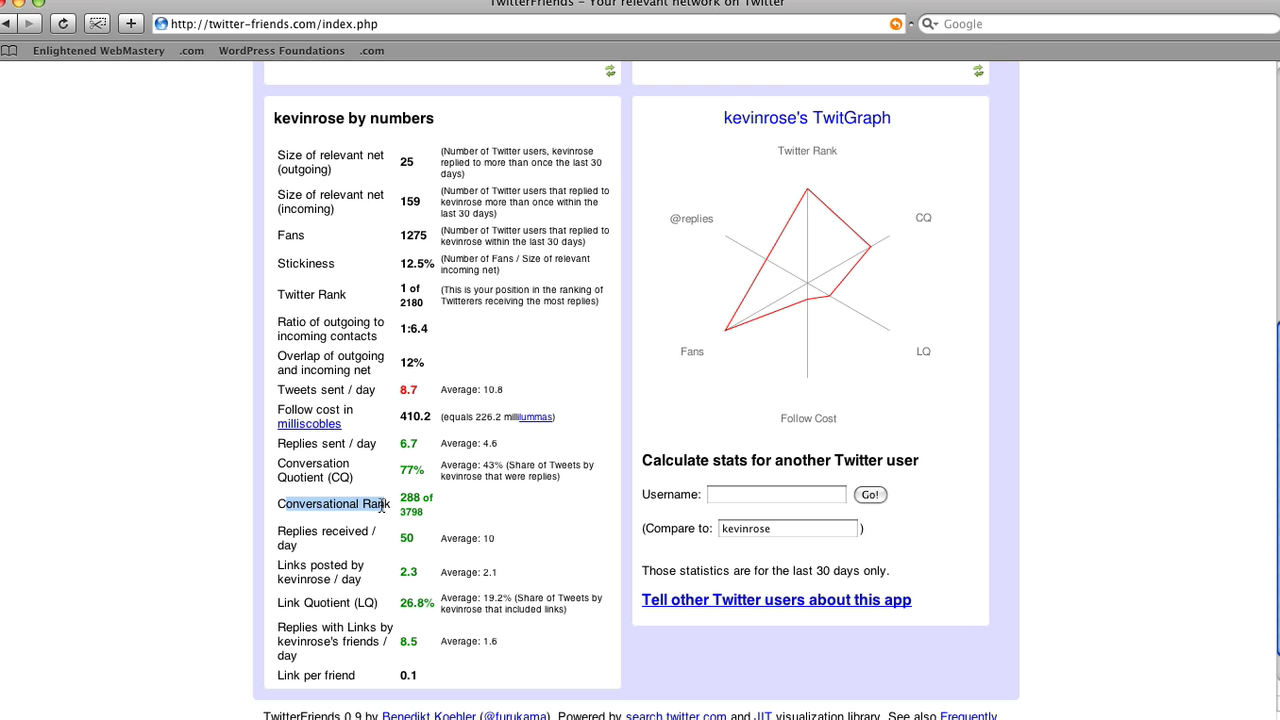 TwitterFriends - Your relevant network on Twitter
http://twitter-friends.com/index.php
Google
Enlightened WebMastery .com WordPress Foundations .com
kevinrose by numbers
Size of relevant net
(outgoing)
25
(Number of Twitter users, kevinrose
replied to more than once the last 30
days)
Size of relevant net
(incoming)
159
(Number of Twitter users that replied to
kevinrose more than once within the
last 30 days)
Fans
1275
(Number of Twitter users that replied to
kevinrose within the last 30 days)
Stickiness
12.5%
(Number of Fans / Size of relevant
incoming net)
Twitter Rank
1 of
2180
(This is your position in the ranking of
Twitterers receiving the most replies)
Ratio of outgoing to
incoming contacts
1:6.4
Overlap of outgoing
and incoming net
12%
Tweets sent / day
8.7
Average: 10.8
Follow cost in
milliscobles
410.2
(equals 226.2 millilummas)
Replies sent / day
6.7
Average: 4.6
Conversation
Quotient (CQ)
77%
Average: 43% (Share of Tweets by
kevinrose that were replies)
Conversational Rank
288 of
3798
Replies received /
day
50
Average: 10
Links posted by
kevinrose / day
2.3
Average: 2.1
Link Quotient (LQ)
26.8%
Average: 19.2% (Share of Tweets by
kevinrose that included links)
Replies with Links by
kevinrose's friends /
day
8.5
Average: 1.6
Link per friend
0.1
kevinrose's TwitGraph
Twitter Rank
@replies
CQ
Fans
LQ
Follow Cost
Calculate stats for another Twitter user
Username:
Go!
(Compare to: kevinrose )
Those statistics are for the last 30 days only.
Tell other Twitter users about this app
TwitterFriends 0.9 by Benedikt Koehler (@furukama). Powered by search.twitter.com and JIT visualization library. See also Frequently